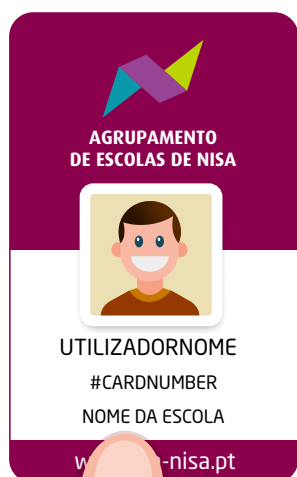 AGRUPAMENTO
DE ESCOLAS DE NISA
UTILIZADORNOME
#CARDNUMBER
NOME DA ESCOLA
-nisa.pt